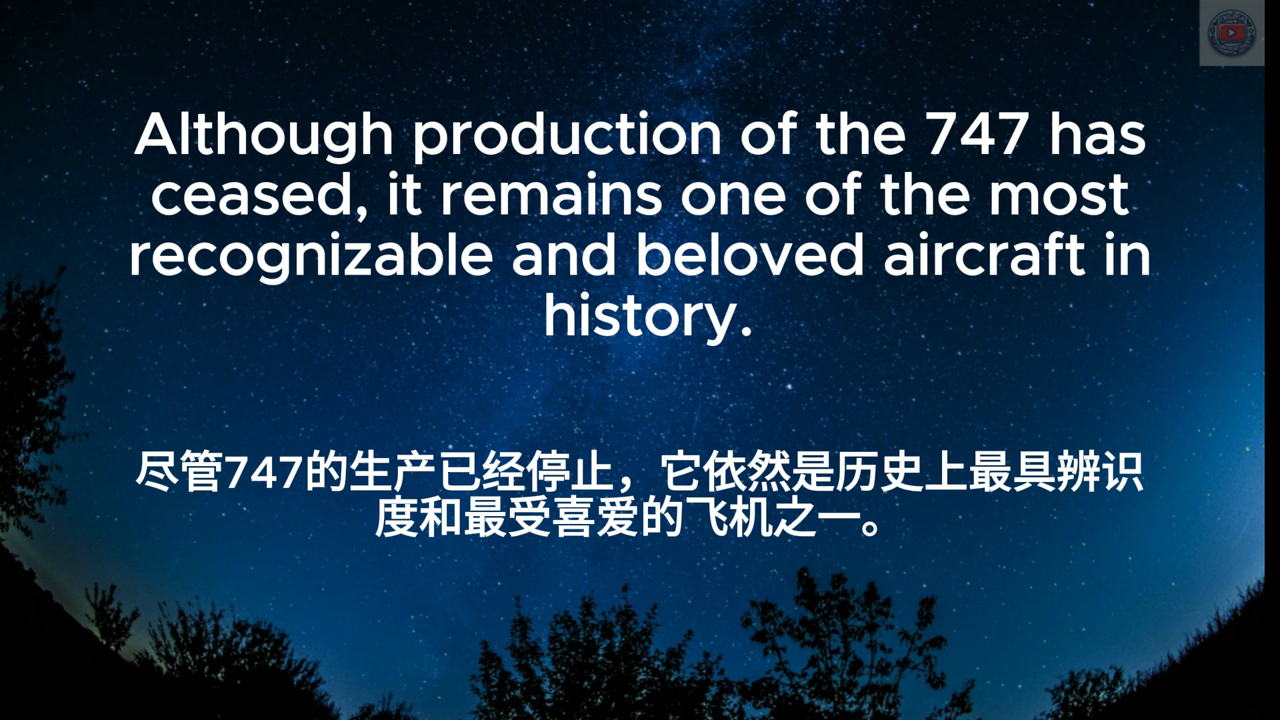 Although production of the 747 has
ceased, it remains one of the most
recognizable and beloved aircraft in
history.
尽管747的生产已经停止，它依然是历史上最具辨识
度和最受喜爱的飞机之一。